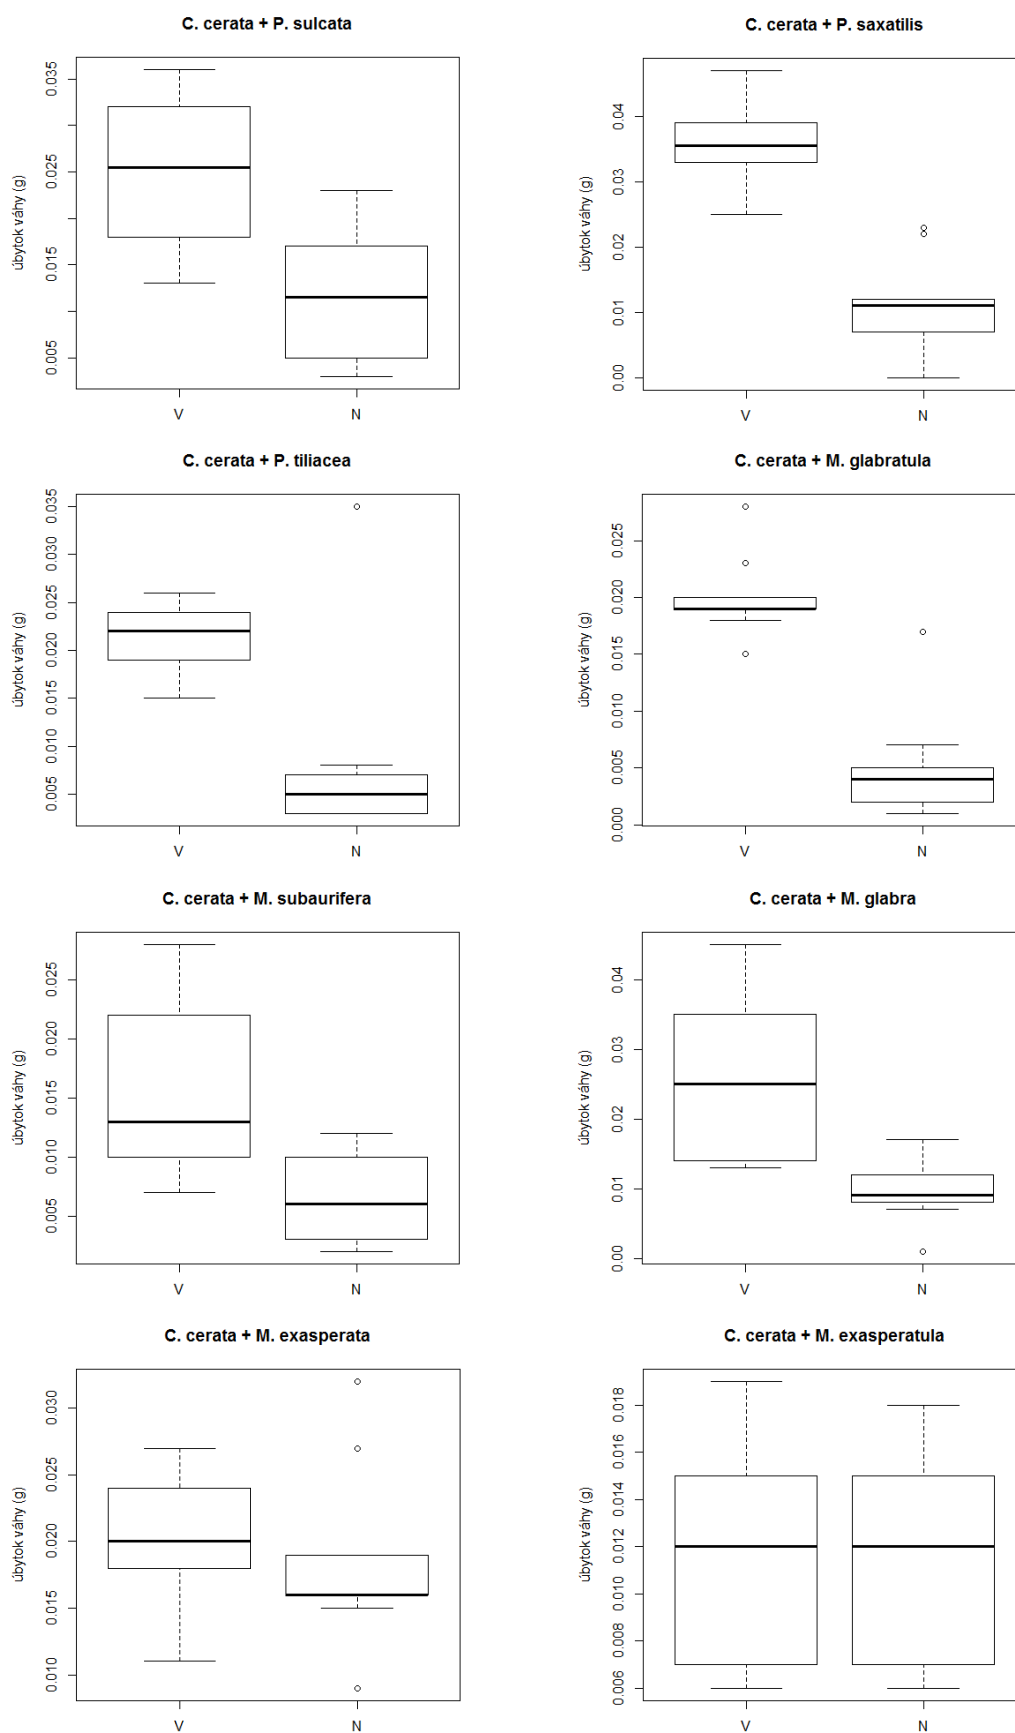 C. cerata + P. sulcata
úbytok váhy (g)
0.035
0.025
0.015
0.005
V N
C. cerata + P. saxatilis
úbytok váhy (g)
0.04
0.03
0.02
0.01
0.00
V N
C. cerata + P. tiliacea
úbytok váhy (g)
0.035
0.030
0.025
0.020
0.015
0.010
0.005
V N
C. cerata + M. glabratula
úbytok váhy (g)
0.025
0.020
0.015
0.010
0.005
0.000
V N
C. cerata + M. subaurifera
úbytok váhy (g)
0.025
0.020
0.015
0.010
0.005
V N
C. cerata + M. glabra
úbytok váhy (g)
0.04
0.03
0.02
0.01
0.00
V N
C. cerata + M. exasperata
úbytok váhy (g)
0.030
0.025
0.020
0.015
0.010
V N
C. cerata + M. exasperatula
úbytok váhy (g)
0.018
0.016
0.014
0.012
0.010
0.008
0.006
V N